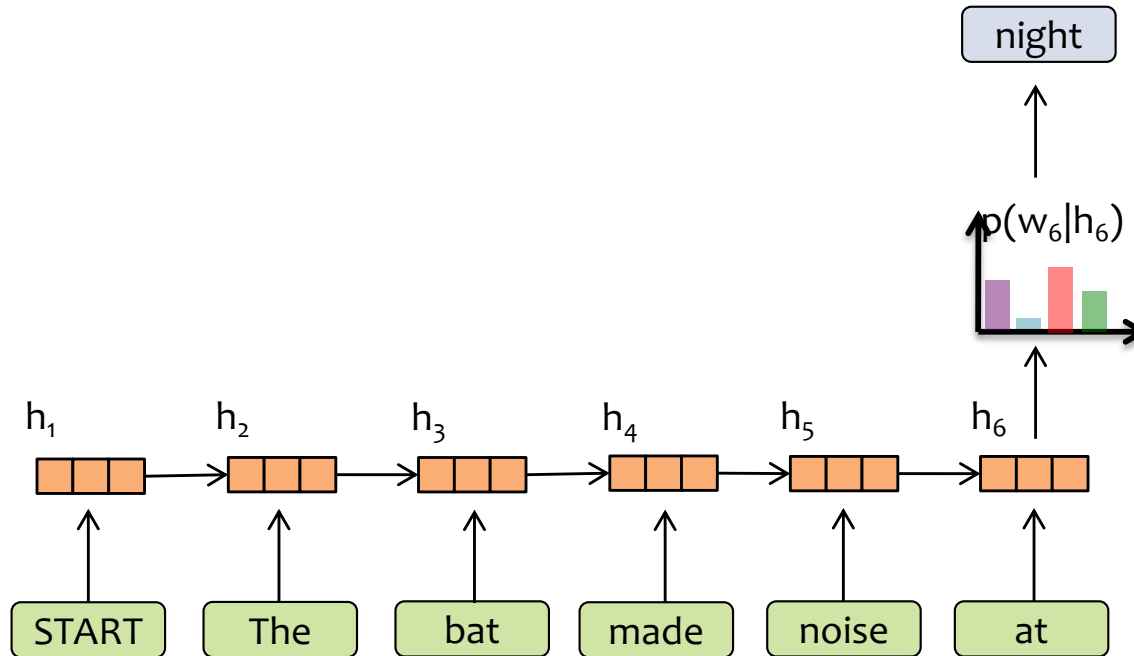 night
p(w₆|h₆)
h₁ h₂ h₃ h₄ h₅ h₆
START The bat made noise at